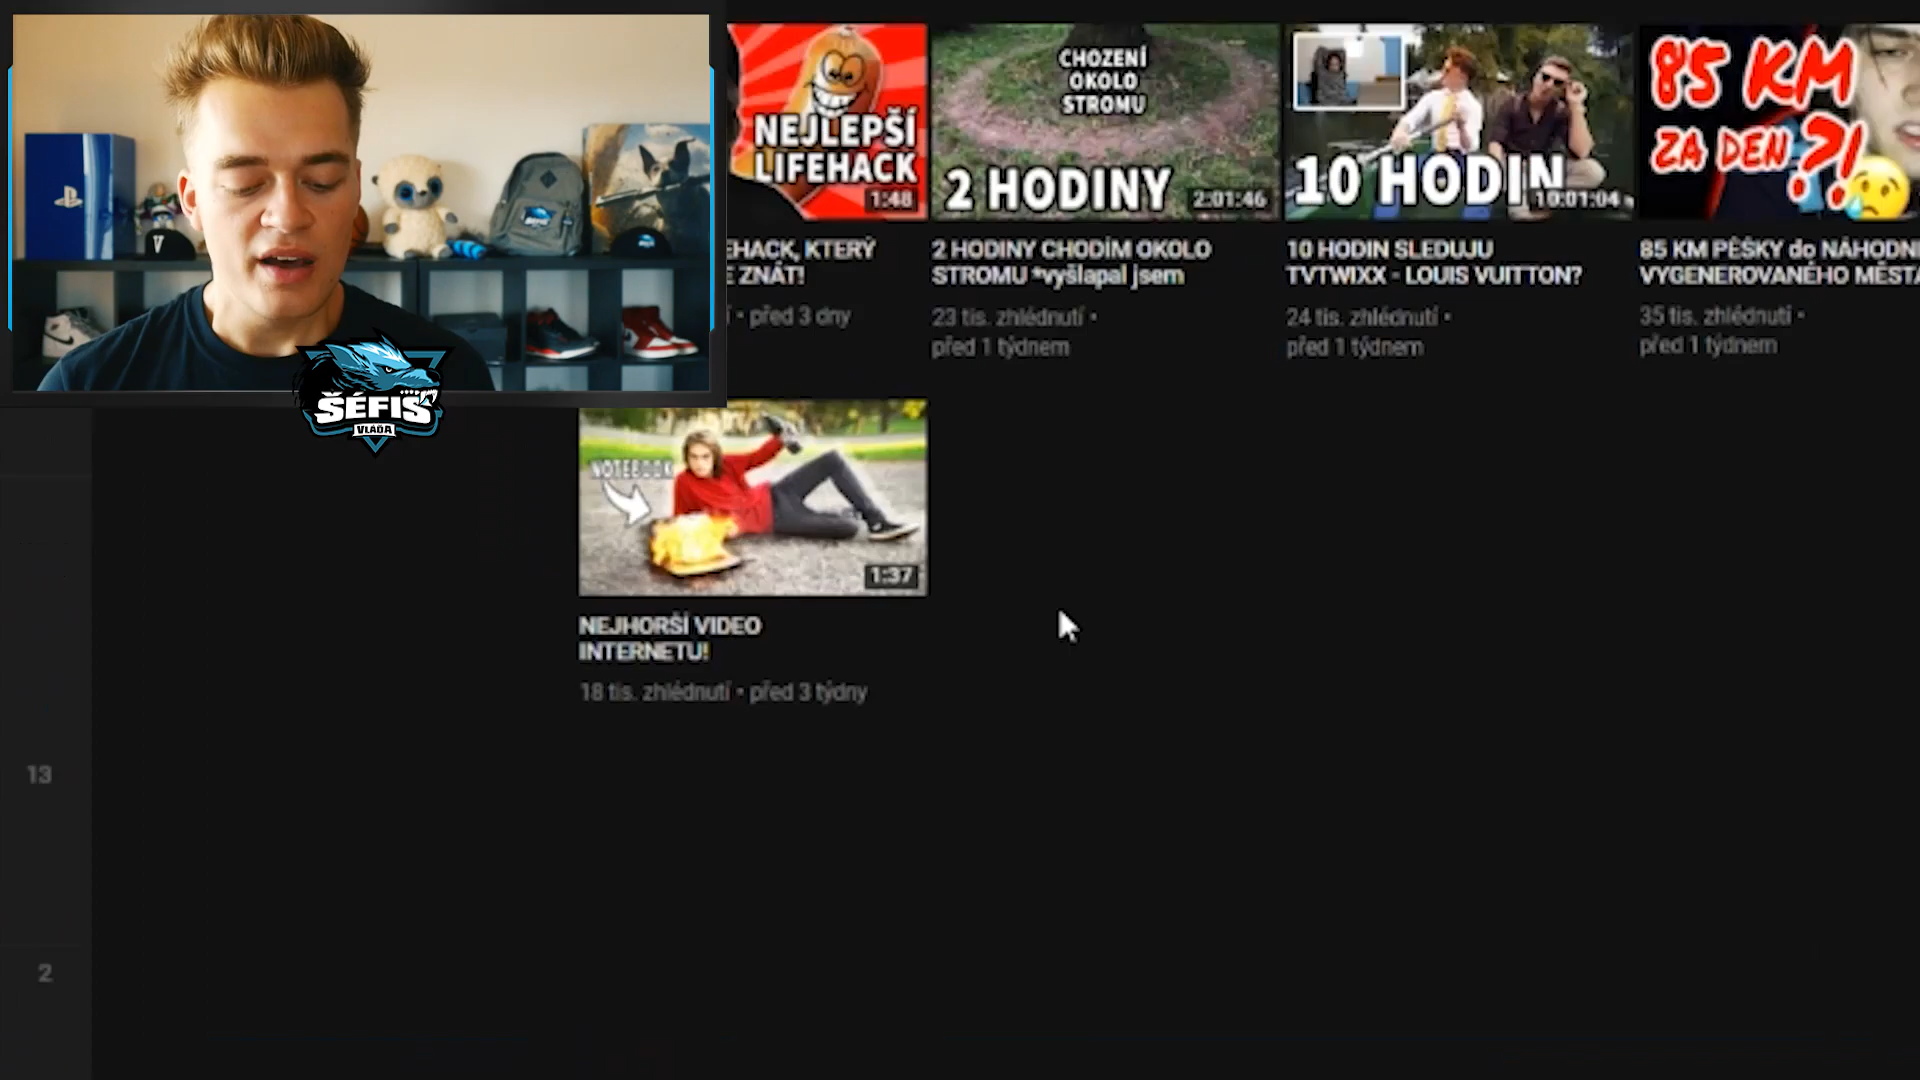 V
ŠÉFIS
VLÁĎA
NEJLEPŠÍ
LIFEHACK
1:48
EHACK, KTERÝ
E ZNÁT!
• před 3 dny
CHOZENÍ
OKOLO
STROMU
2 HODINY
2:01:46
2 HODINY CHODÍM OKOLO
STROMU *vyšlapal jsem
23 tis. zhlédnutí •
před 1 týdnem
10 HODIN
10:01:04
10 HODIN SLEDUJU
TVTWIXX - LOUIS VUITTON?
24 tis. zhlédnutí •
před 1 týdnem
85 KM
ZA DEN ?!
85 KM PĚŠKY do NÁHODNĚ
VYGENEROVANÉHO MĚSTA
35 tis. zhlédnutí •
před 1 týdnem
NOTEBOOK
1:37
NEJHORŠÍ VIDEO
INTERNETU!
18 tis. zhlédnutí • před 3 týdny
13
2